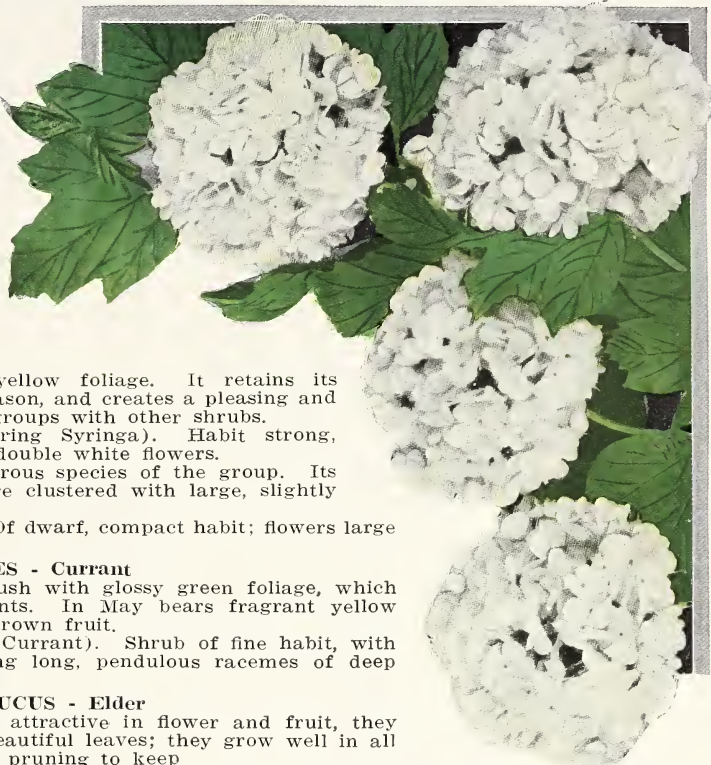 yellow foliage. It retains its
ason, and creates a pleasing and
groups with other shrubs.
ring Syringa). Habit strong,
double white flowers.
rous species of the group. Its
e clustered with large, slightly
Of dwarf, compact habit; flowers large
ES - Currant
ush with glossy green foliage, which
nts. In May bears fragrant yellow
rown fruit.
Currant). Shrub of fine habit, with
ng long, pendulous racemes of deep
UCUS - Elder
attractive in flower and fruit, they
eautiful leaves; they grow well in all
pruning to keep